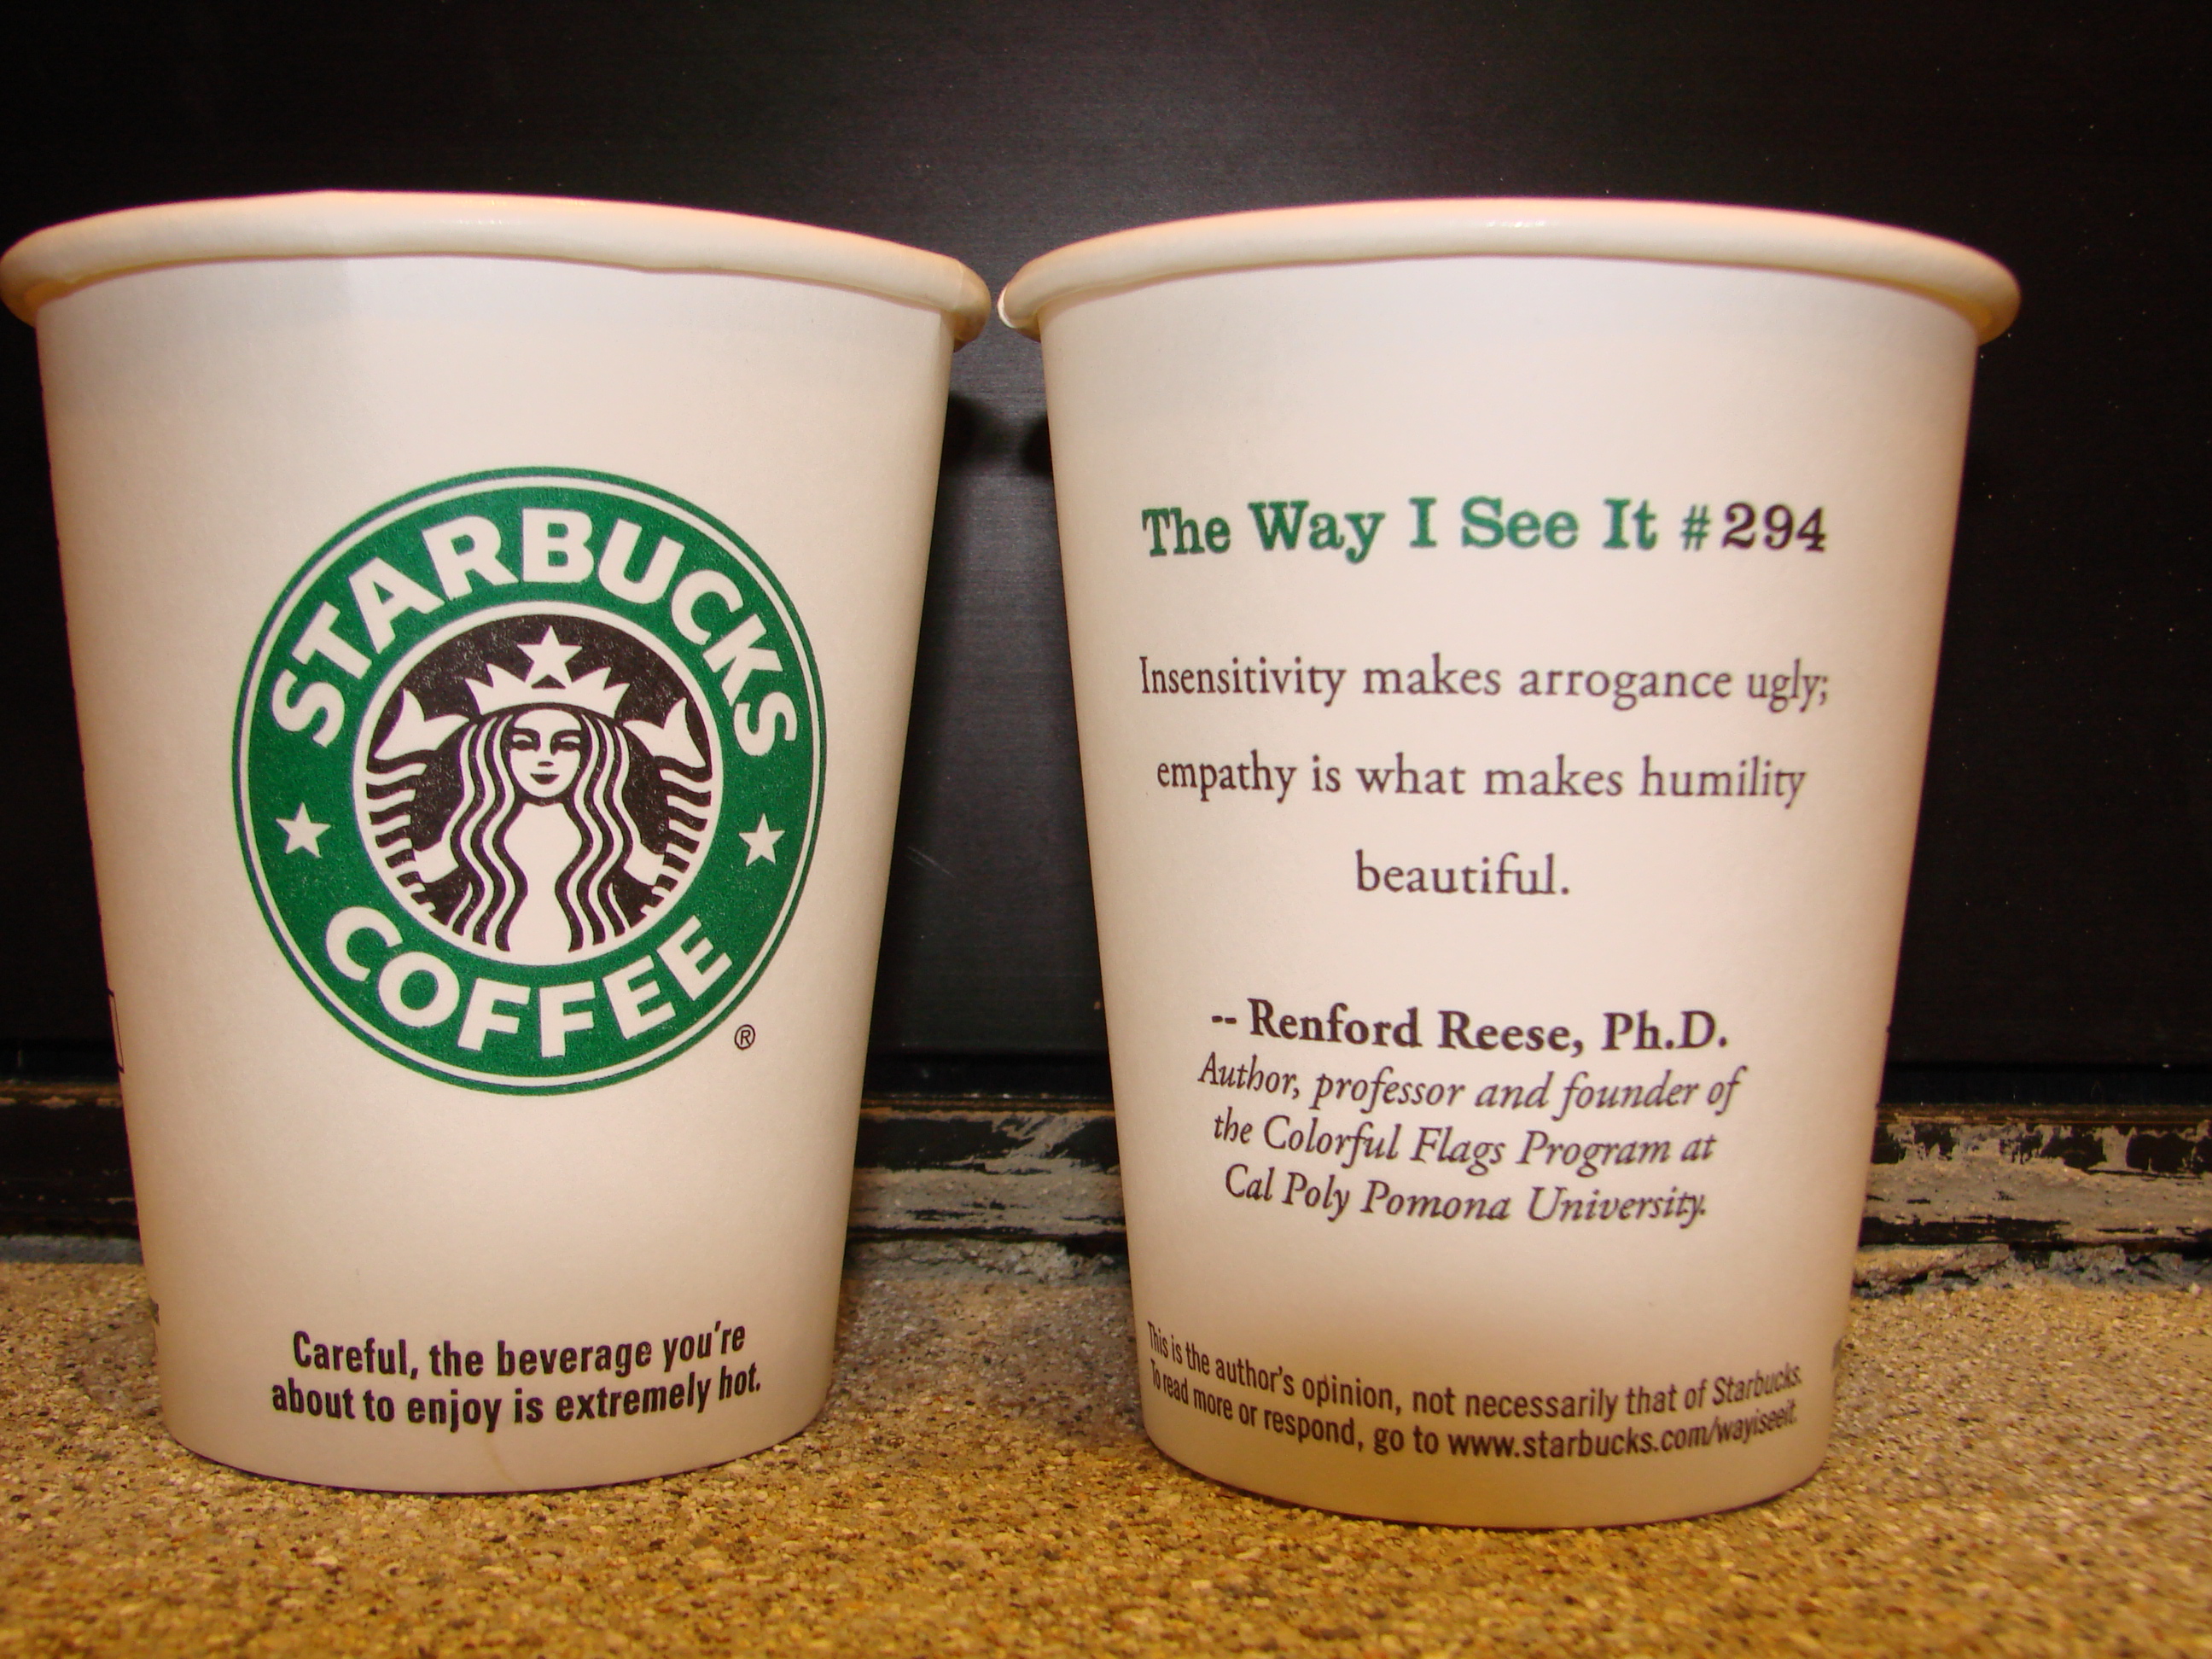 STARBUCKS
COFFEE
®
Careful, the beverage you're
about to enjoy is extremely hot.
The Way I See It #294
Insensitivity makes arrogance ugly;
empathy is what makes humility
beautiful.
-- Renford Reese, Ph.D.
Author, professor and founder of
the Colorful Flags Program at
Cal Poly Pomona University.
This is the author's opinion, not necessarily that of Starbucks.
To read more or respond, go to www.starbucks.com/wayiseeit.